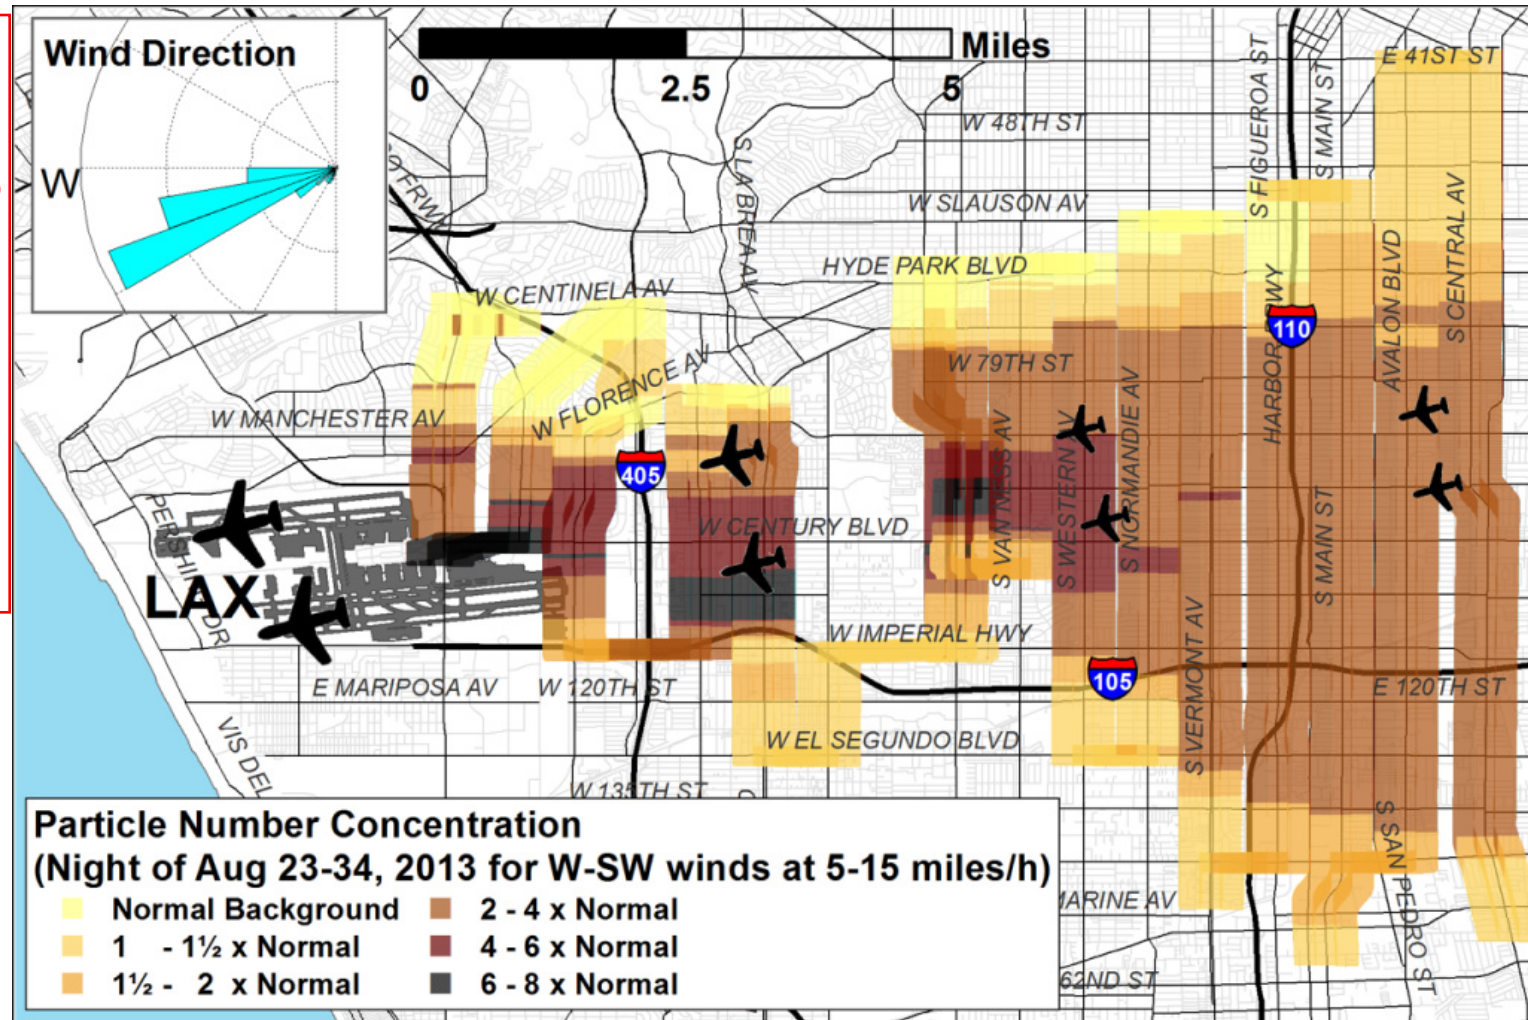 Wind Direction
W
Miles
0
2.5
5
E 41ST ST
S FIGUEROA ST
S MAIN ST
W 48TH ST
S LA BREA AV
W SLAUSON AV
S CENTRAL AV
AVALON BLVD
HYDE PARK BLVD
W CENTINELA AV
HARBOR
110
W 79TH ST
W FLORENCE AV
W MANCHESTER AV
S VAN NESS AV
S WESTERN AV
S NORMANDIE AV
405
W CENTURY BLVD
S MAIN ST
LAX
W IMPERIAL HWY
S VERMONT AV
E MARIPOSA AV
W 120TH ST
105
E 120TH ST
W EL SEGUNDO BLVD
VIS DEL
W 135TH ST
S SAN PEDRO ST
Particle Number Concentration
(Night of Aug 23-34, 2013 for W-SW winds at 5-15 miles/h)
Normal Background
2 - 4 x Normal
1 - 1½ x Normal
4 - 6 x Normal
1½ - 2 x Normal
6 - 8 x Normal
MARINE AV
62ND ST